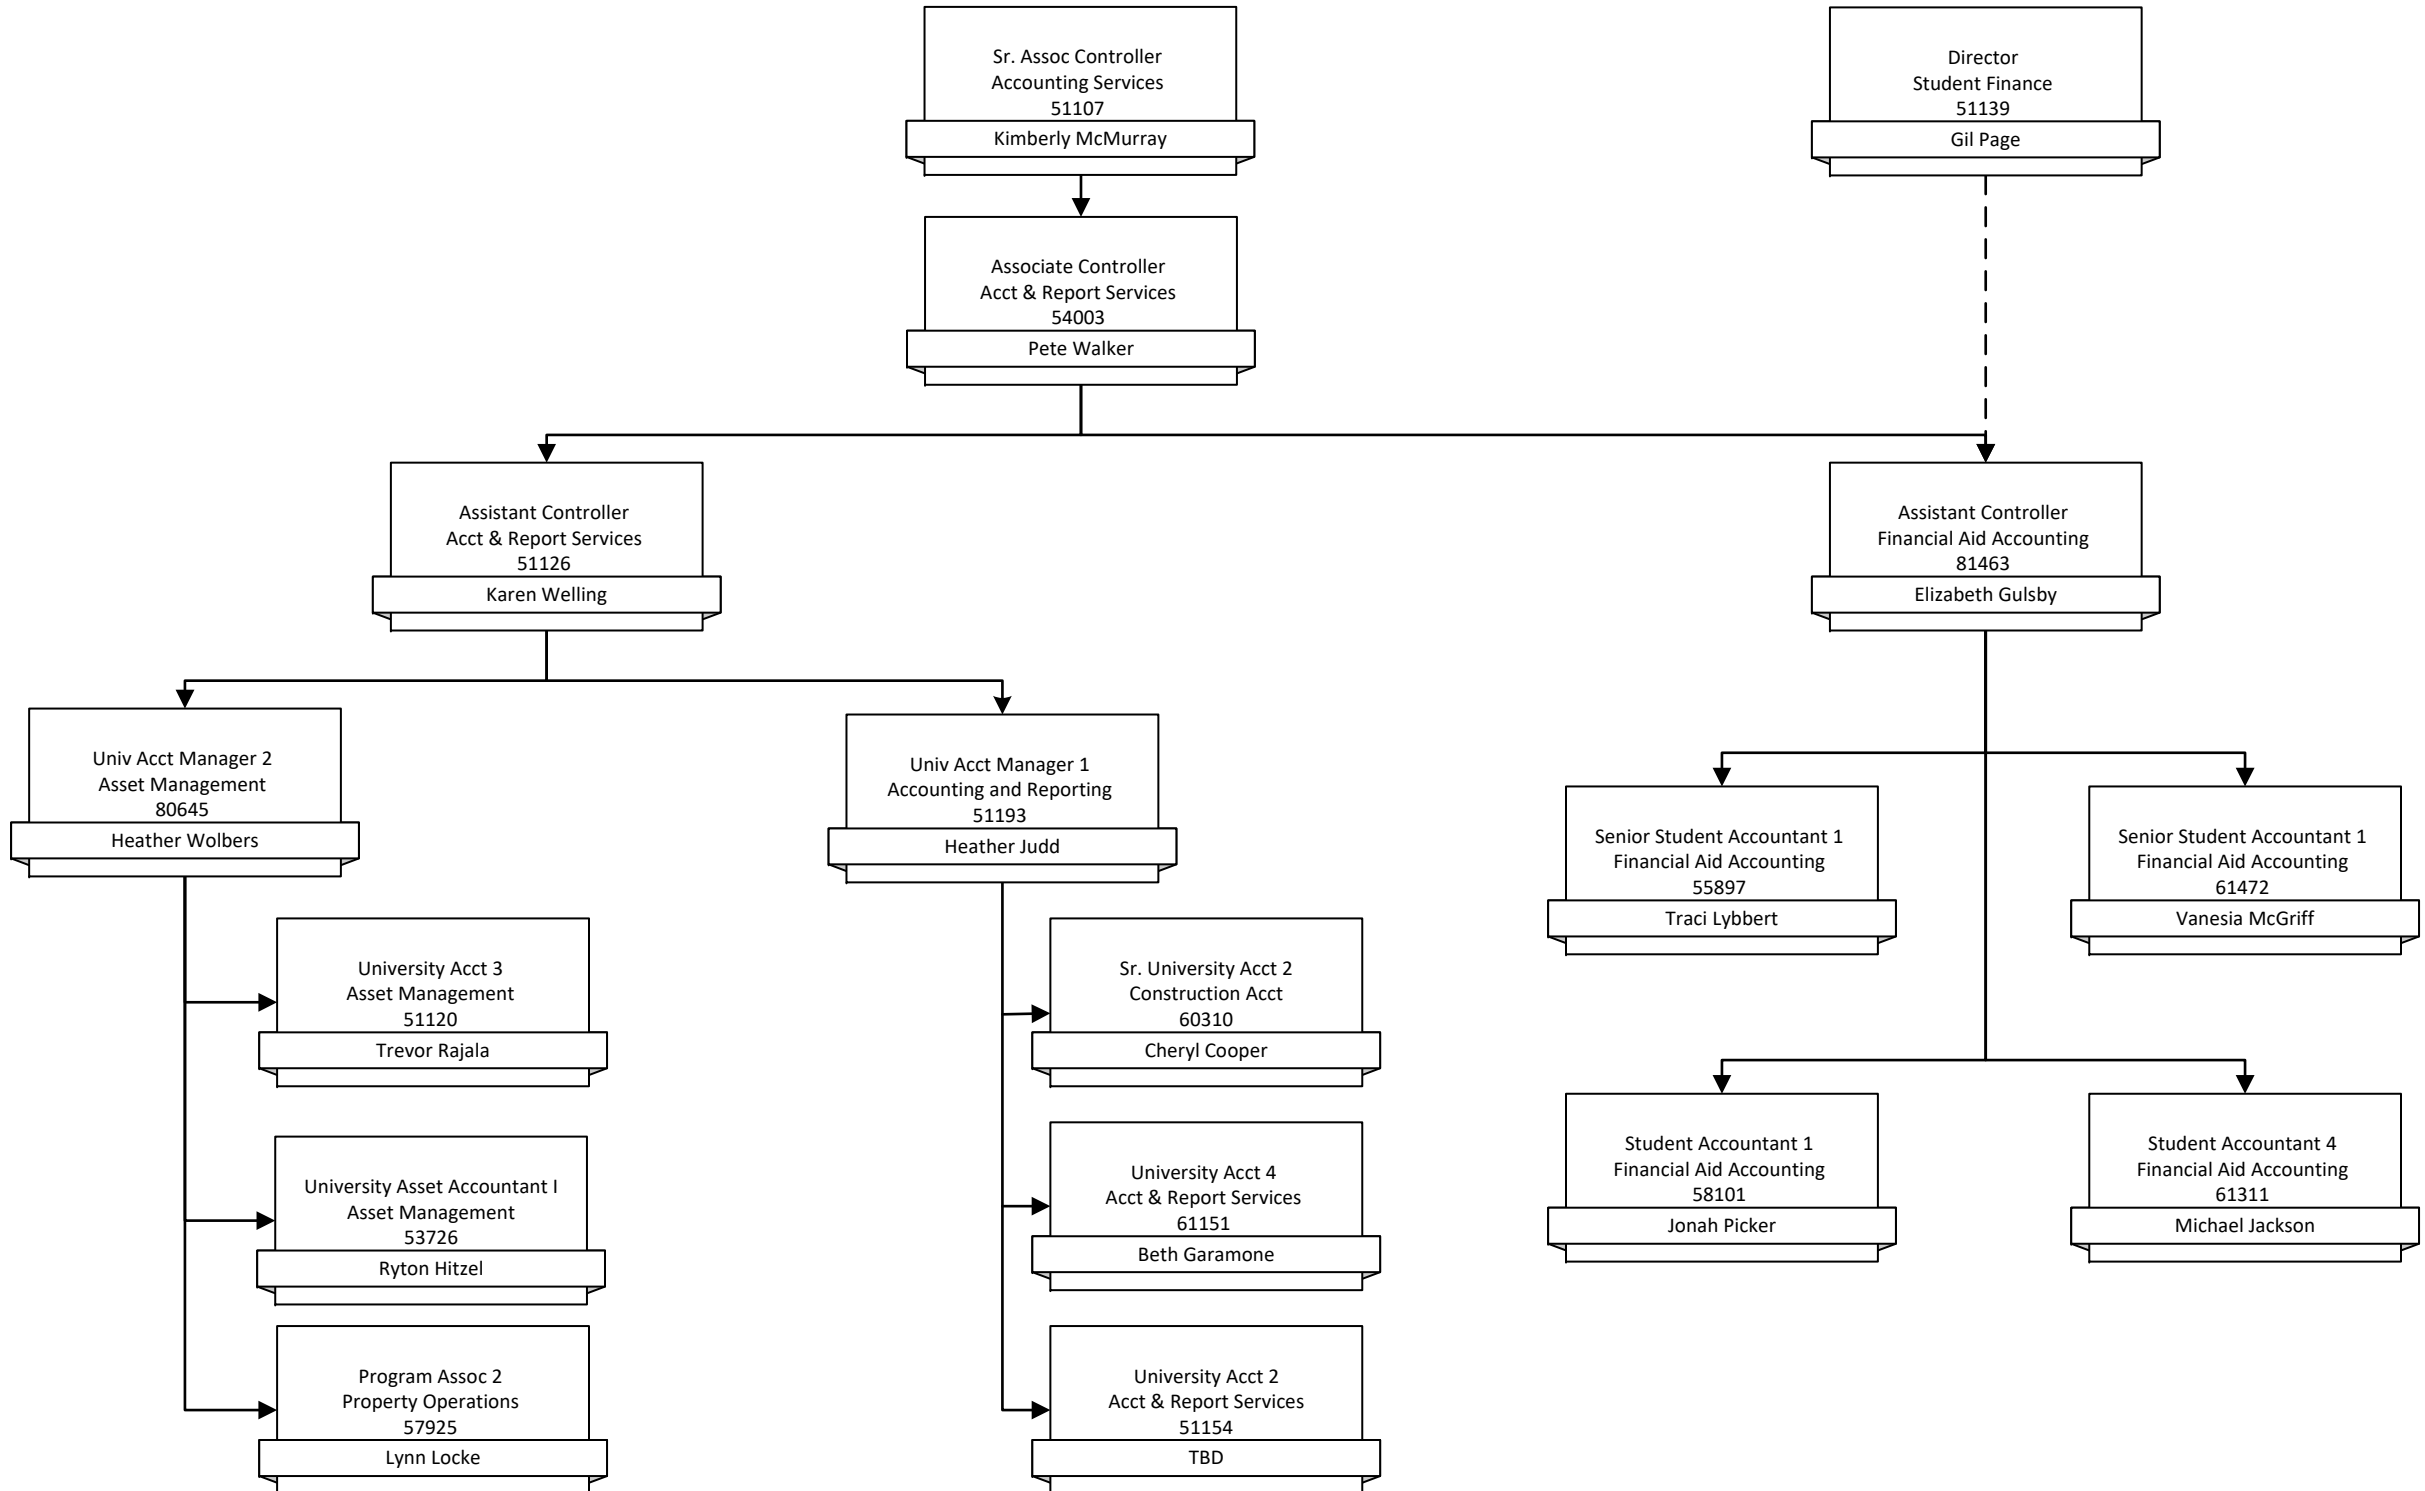 Sr. Assoc Controller
Accounting Services
51107
Kimberly McMurray
Director
Student Finance
51139
Gil Page
Associate Controller
Acct & Report Services
54003
Pete Walker
Assistant Controller
Acct & Report Services
51126
Karen Welling
Assistant Controller
Financial Aid Accounting
81463
Elizabeth Gulsby
Univ Acct Manager 2
Asset Management
80645
Heather Wolbers
Univ Acct Manager 1
Accounting and Reporting
51193
Heather Judd
Senior Student Accountant 1
Financial Aid Accounting
55897
Traci Lybbert
Senior Student Accountant 1
Financial Aid Accounting
61472
Vanesia McGriff
University Acct 3
Asset Management
51120
Trevor Rajala
Sr. University Acct 2
Construction Acct
60310
Cheryl Cooper
Student Accountant 1
Financial Aid Accounting
58101
Jonah Picker
Student Accountant 4
Financial Aid Accounting
61311
Michael Jackson
University Asset Accountant I
Asset Management
53726
Ryton Hitzel
University Acct 4
Acct & Report Services
61151
Beth Garamone
Program Assoc 2
Property Operations
57925
Lynn Locke
University Acct 2
Acct & Report Services
51154
TBD